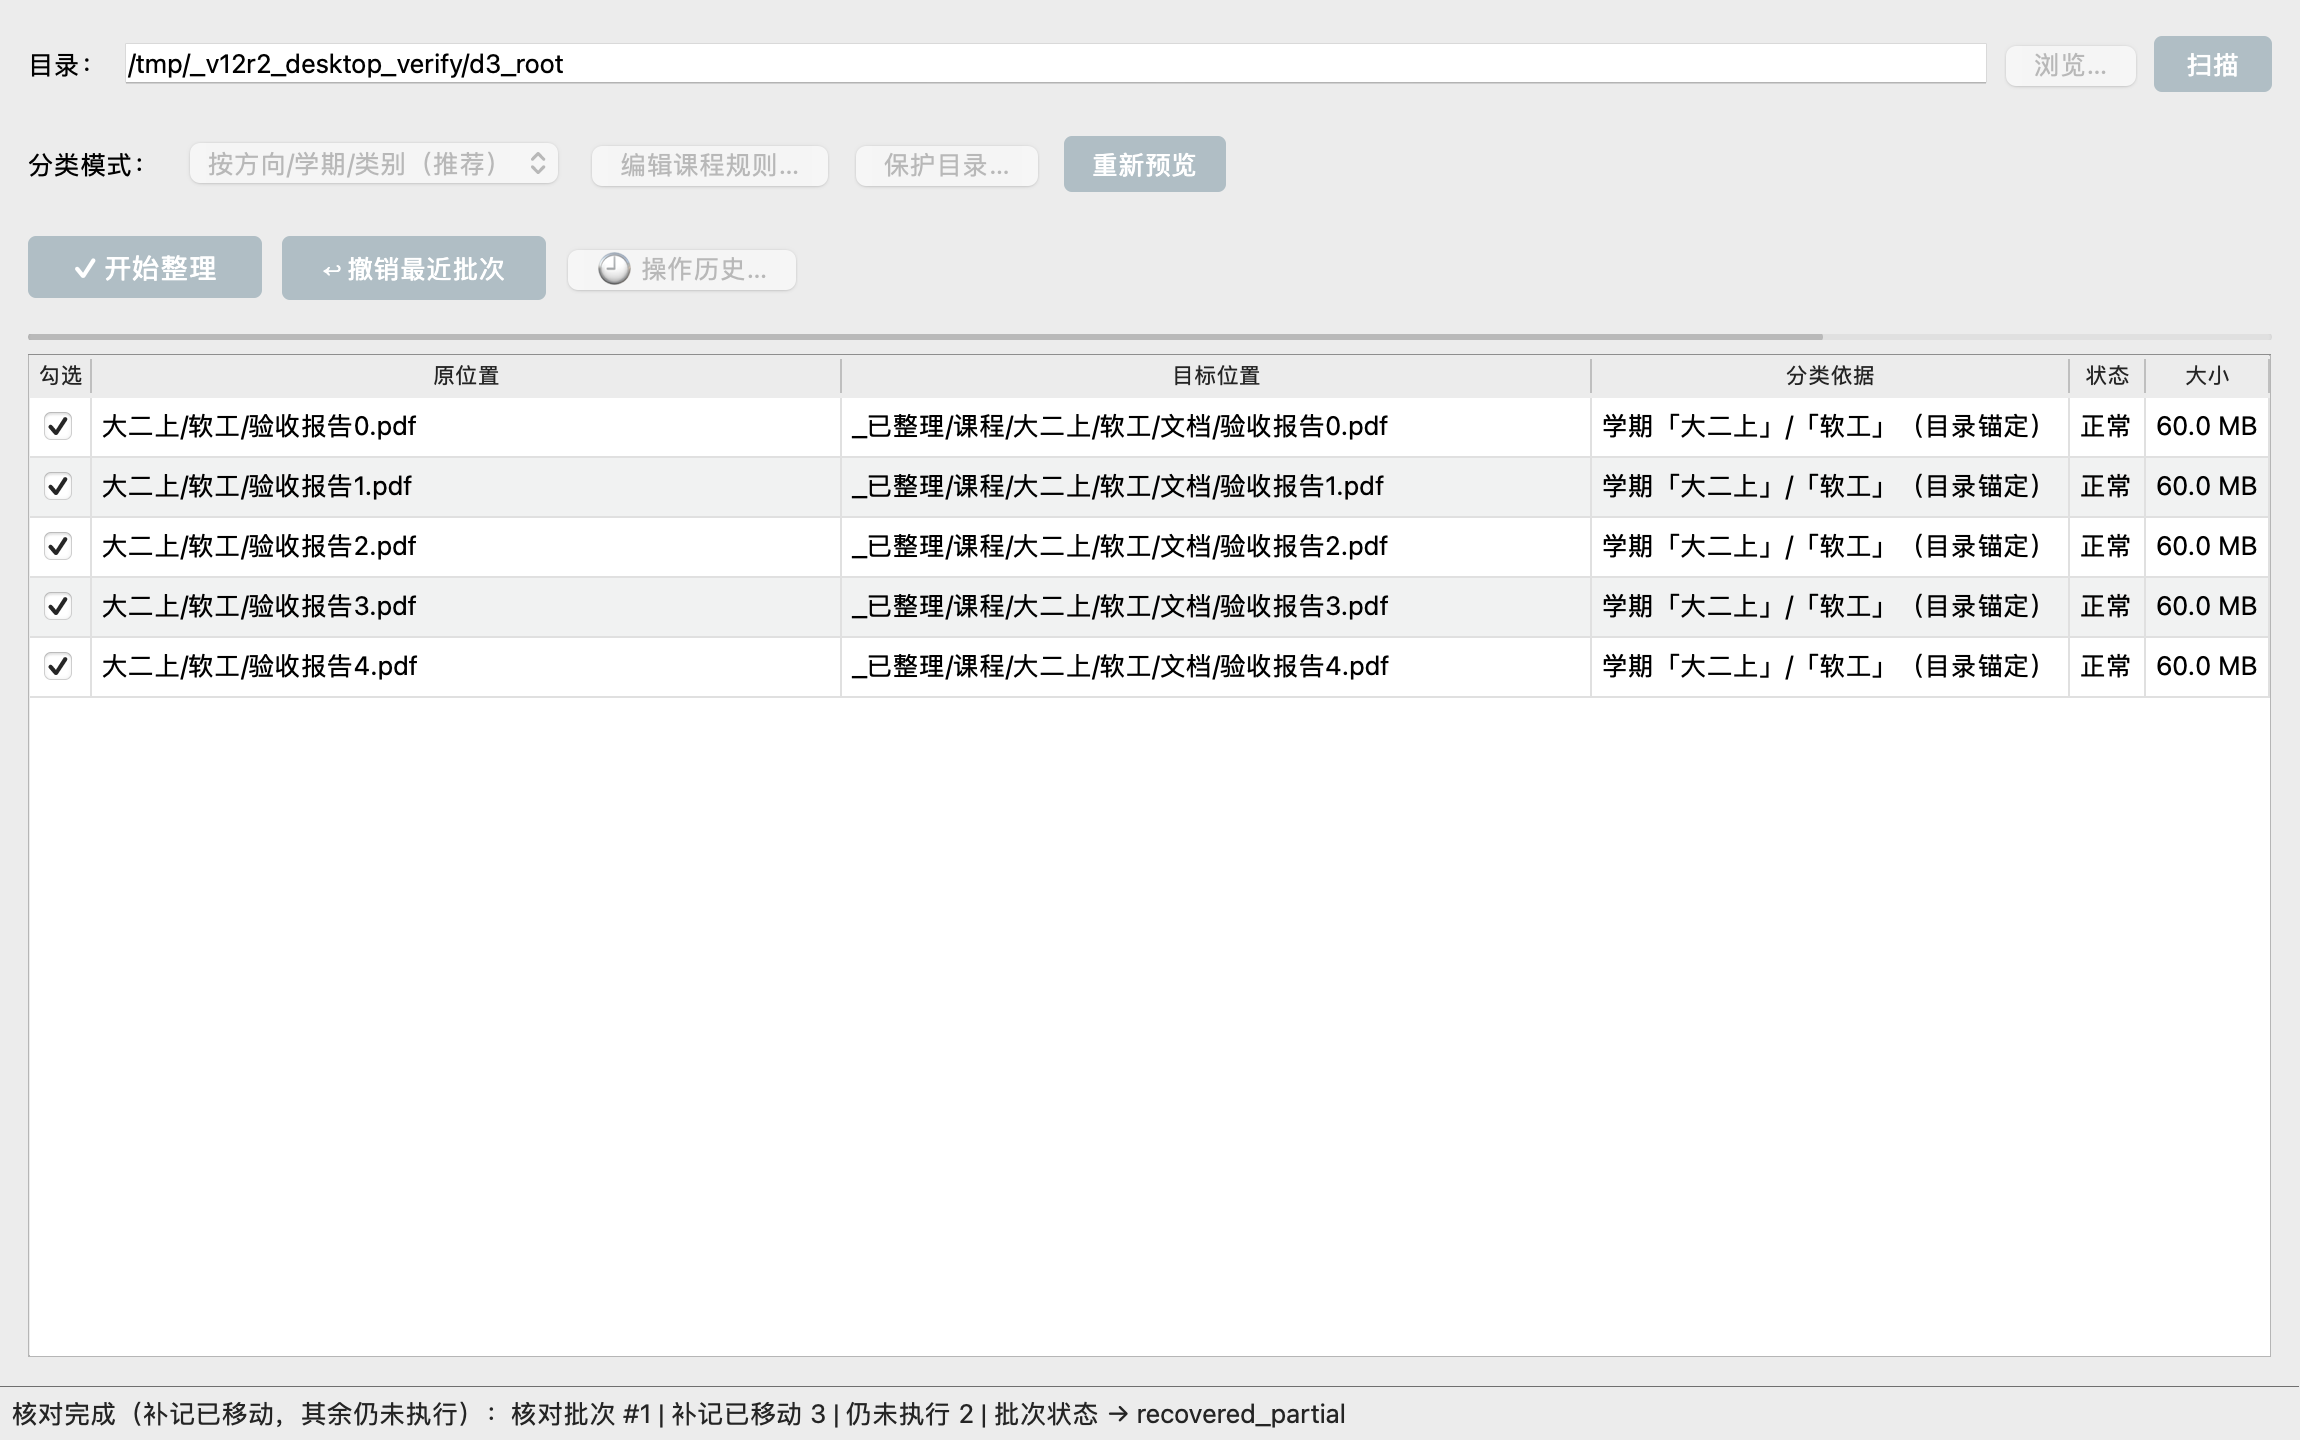 目录： /tmp/_v12r2_desktop_verify/d3_root 浏览... 扫描
分类模式： 按方向/学期/类别（推荐） 编辑课程规则... 保护目录... 重新预览
✓ 开始整理 ↩ 撤销最近批次 🕘 操作历史...
勾选 原位置 目标位置 分类依据 状态 大小
大二上/软工/验收报告0.pdf _已整理/课程/大二上/软工/文档/验收报告0.pdf 学期「大二上」/「软工」（目录锚定） 正常 60.0 MB
大二上/软工/验收报告1.pdf _已整理/课程/大二上/软工/文档/验收报告1.pdf 学期「大二上」/「软工」（目录锚定） 正常 60.0 MB
大二上/软工/验收报告2.pdf _已整理/课程/大二上/软工/文档/验收报告2.pdf 学期「大二上」/「软工」（目录锚定） 正常 60.0 MB
大二上/软工/验收报告3.pdf _已整理/课程/大二上/软工/文档/验收报告3.pdf 学期「大二上」/「软工」（目录锚定） 正常 60.0 MB
大二上/软工/验收报告4.pdf _已整理/课程/大二上/软工/文档/验收报告4.pdf 学期「大二上」/「软工」（目录锚定） 正常 60.0 MB
核对完成（补记已移动，其余仍未执行）：核对批次 #1 | 补记已移动 3 | 仍未执行 2 | 批次状态 → recovered_partial